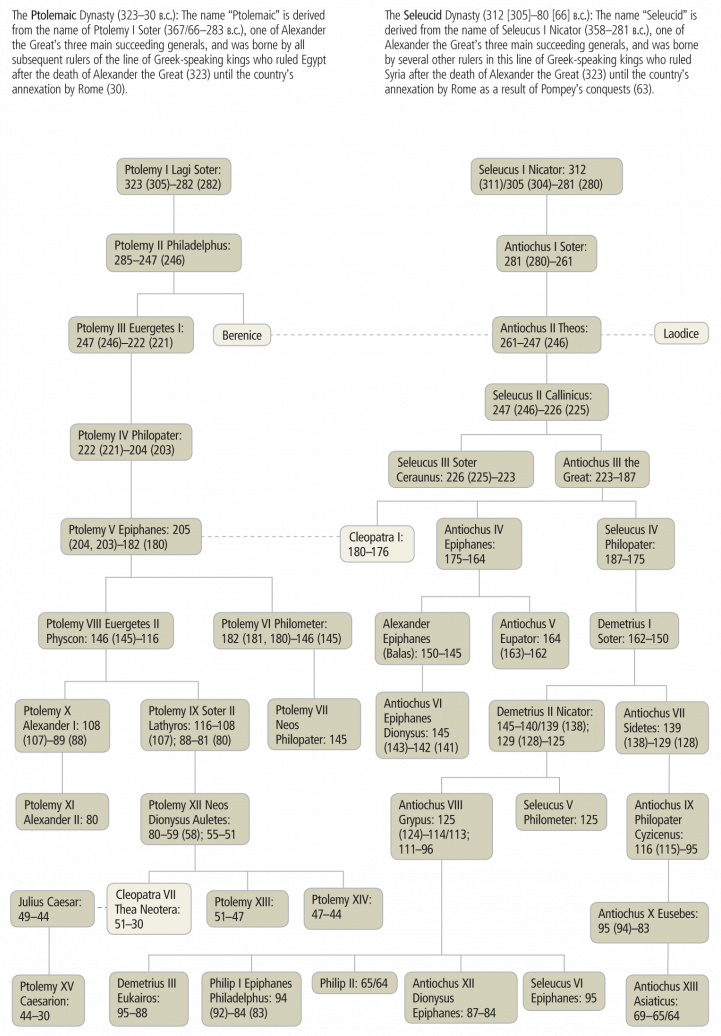 The Ptolemaic Dynasty (323–30 B.C.): The name “Ptolemaic” is derived
from the name of Ptolemy I Soter (367/66–283 B.C.), one of Alexander
the Great’s three main succeeding generals, and was borne by all
subsequent rulers of the line of Greek-speaking kings who ruled Egypt
after the death of Alexander the Great (323) until the country’s
annexation by Rome (30).
The Seleucid Dynasty (312 [305]–80 [66] B.C.): The name “Seleucid” is
derived from the name of Seleucus I Nicator (358–281 B.C.), one of
Alexander the Great’s three main succeeding generals, and was borne
by several other rulers in this line of Greek-speaking kings who ruled
Syria after the death of Alexander the Great (323) until the country’s
annexation by Rome as a result of Pompey’s conquests (63).
Ptolemy I Lagi Soter:
323 (305)–282 (282)
Seleucus I Nicator: 312
(311)/305 (304)–281 (280)
Ptolemy II Philadelphus:
285–247 (246)
Antiochus I Soter:
281 (280)–261
Ptolemy III Euergetes I:
247 (246)–222 (221)
Berenice
Antiochus II Theos:
261–247 (246)
Laodice
Seleucus II Callinicus:
247 (246)–226 (225)
Ptolemy IV Philopater:
222 (221)–204 (203)
Seleucus III Soter
Ceraunus: 226 (225)–223
Antiochus III the
Great: 223–187
Ptolemy V Epiphanes: 205
(204, 203)–182 (180)
Cleopatra I:
180–176
Antiochus IV
Epiphanes:
175–164
Seleucus IV
Philopater:
187–175
Ptolemy VIII Euergetes II
Physcon: 146 (145)–116
Ptolemy VI Philometer:
182 (181, 180)–146 (145)
Alexander
Epiphanes
(Balas): 150–145
Antiochus V
Eupator: 164
(163)–162
Demetrius I
Soter: 162–150
Ptolemy X
Alexander I: 108
(107)–89 (88)
Ptolemy IX Soter II
Lathyros: 116–108
(107); 88–81 (80)
Ptolemy VII
Neos
Philopater: 145
Antiochus VI
Epiphanes
Dionysus: 145
(143)–142 (141)
Demetrius II Nicator:
145–140/139 (138);
129 (128)–125
Antiochus VII
Sidetes: 139
(138)–129 (128)
Ptolemy XI
Alexander II: 80
Ptolemy XII Neos
Dionysus Auletes:
80–59 (58); 55–51
Antiochus VIII
Grypus: 125
(124)–114/113;
111–96
Seleucus V
Philometer: 125
Antiochus IX
Philopater
Cyzicenus:
116 (115)–95
Julius Caesar:
49–44
Cleopatra VII
Thea Neotera:
51–30
Ptolemy XIII:
51–47
Ptolemy XIV:
47–44
Antiochus X Eusebes:
95 (94)–83
Ptolemy XV
Caesarion:
44–30
Demetrius III
Eukairos:
95–88
Philip I Epiphanes
Philadelphus: 94
(92)–84 (83)
Philip II: 65/64
Antiochus XII
Dionysus
Epiphanes: 87–84
Seleucus VI
Epiphanes: 95
Antiochus XIII
Asiaticus:
69–65/64